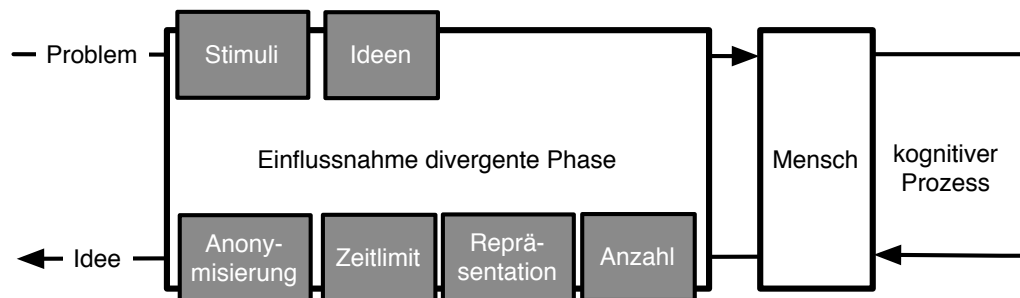 Problem
Stimuli
Ideen
Einflussnahme divergente Phase
Mensch
kognitiver
Prozess
Idee
Anony-
misierung
Zeitlimit
Reprä-
sentation
Anzahl